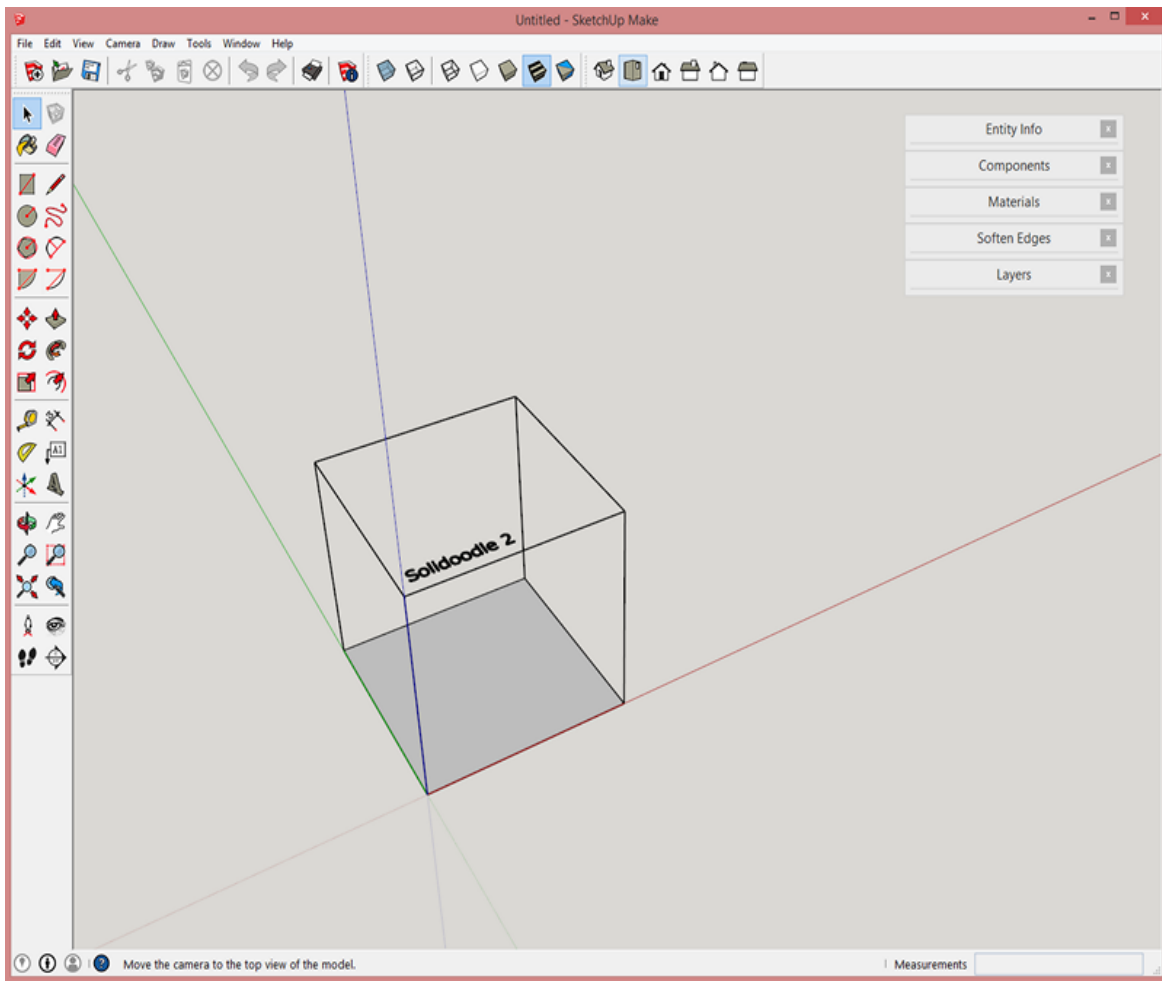 Untitled - SketchUp Make
File Edit View Camera Draw Tools Window Help
Entity Info
Components
Materials
Soften Edges
Layers
Solidoodle 2
Move the camera to the top view of the model.
Measurements